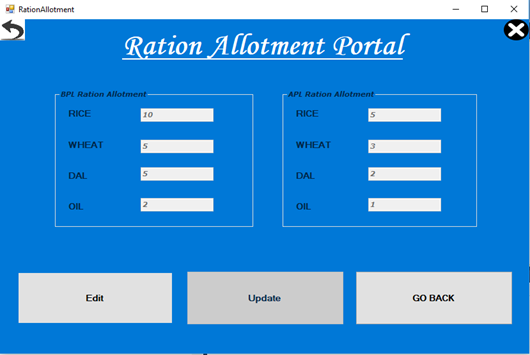 RationAllotment
Ration Allotment Portal
BPL Ration Allotment
RICE 10
WHEAT 5
DAL 5
OIL 2
APL Ration Allotment
RICE 5
WHEAT 3
DAL 2
OIL 1
Edit Update GO BACK